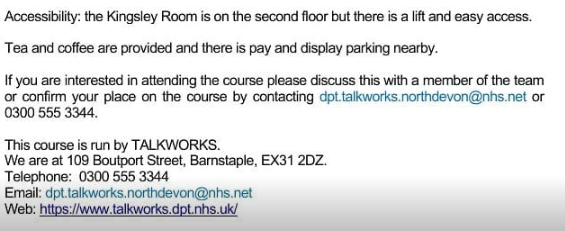 Accessibility: the Kingsley Room is on the second floor but there is a lift and easy access.
Tea and coffee are provided and there is pay and display parking nearby.
If you are interested in attending the course please discuss this with a member of the team
or confirm your place on the course by contacting dpt.talkworks.northdevon@nhs.net or
0300 555 3344.
This course is run by TALKWORKS.
We are at 109 Boutport Street, Barnstaple, EX31 2DZ.
Telephone: 0300 555 3344
Email: dpt.talkworks.northdevon@nhs.net
Web: https://www.talkworks.dpt.nhs.uk/